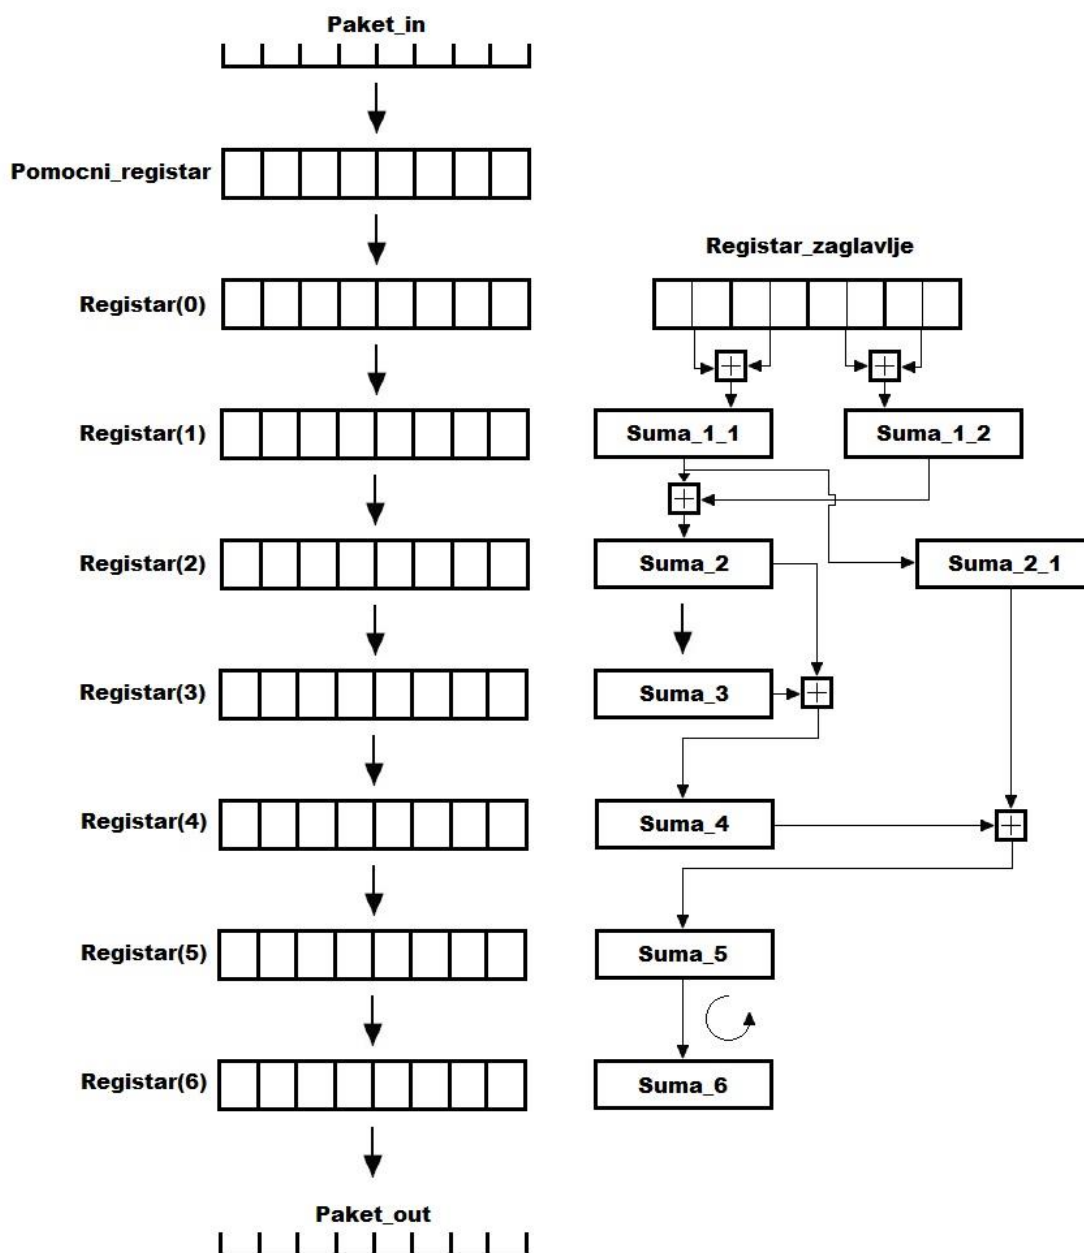 Paket_in
Pomocni_registar
Registar_zaglavlje
Registar(0)
Registar(1)
Suma_1_1
Suma_1_2
Registar(2)
Suma_2
Suma_2_1
Registar(3)
Suma_3
Registar(4)
Suma_4
Registar(5)
Suma_5
Registar(6)
Suma_6
Paket_out